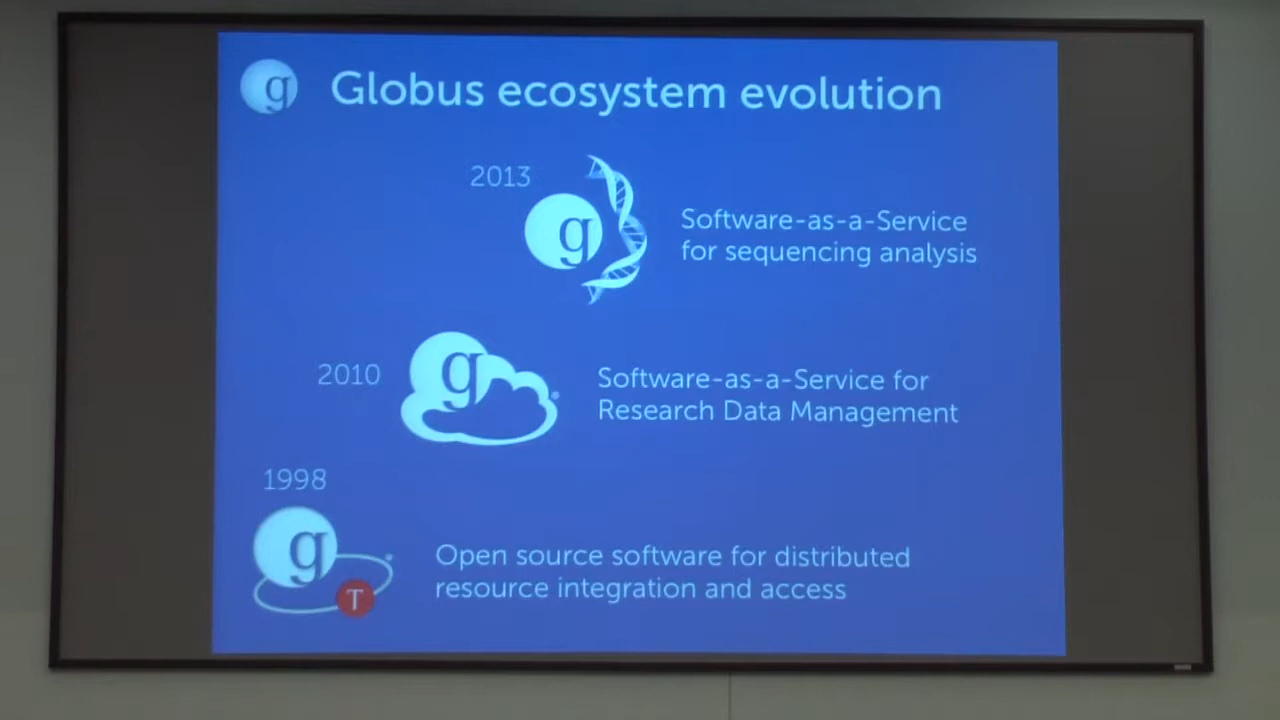 g Globus ecosystem evolution
2013
g
Software-as-a-Service
for sequencing analysis
2010
g
Software-as-a-Service for
Research Data Management
1998
g
T
Open source software for distributed
resource integration and access